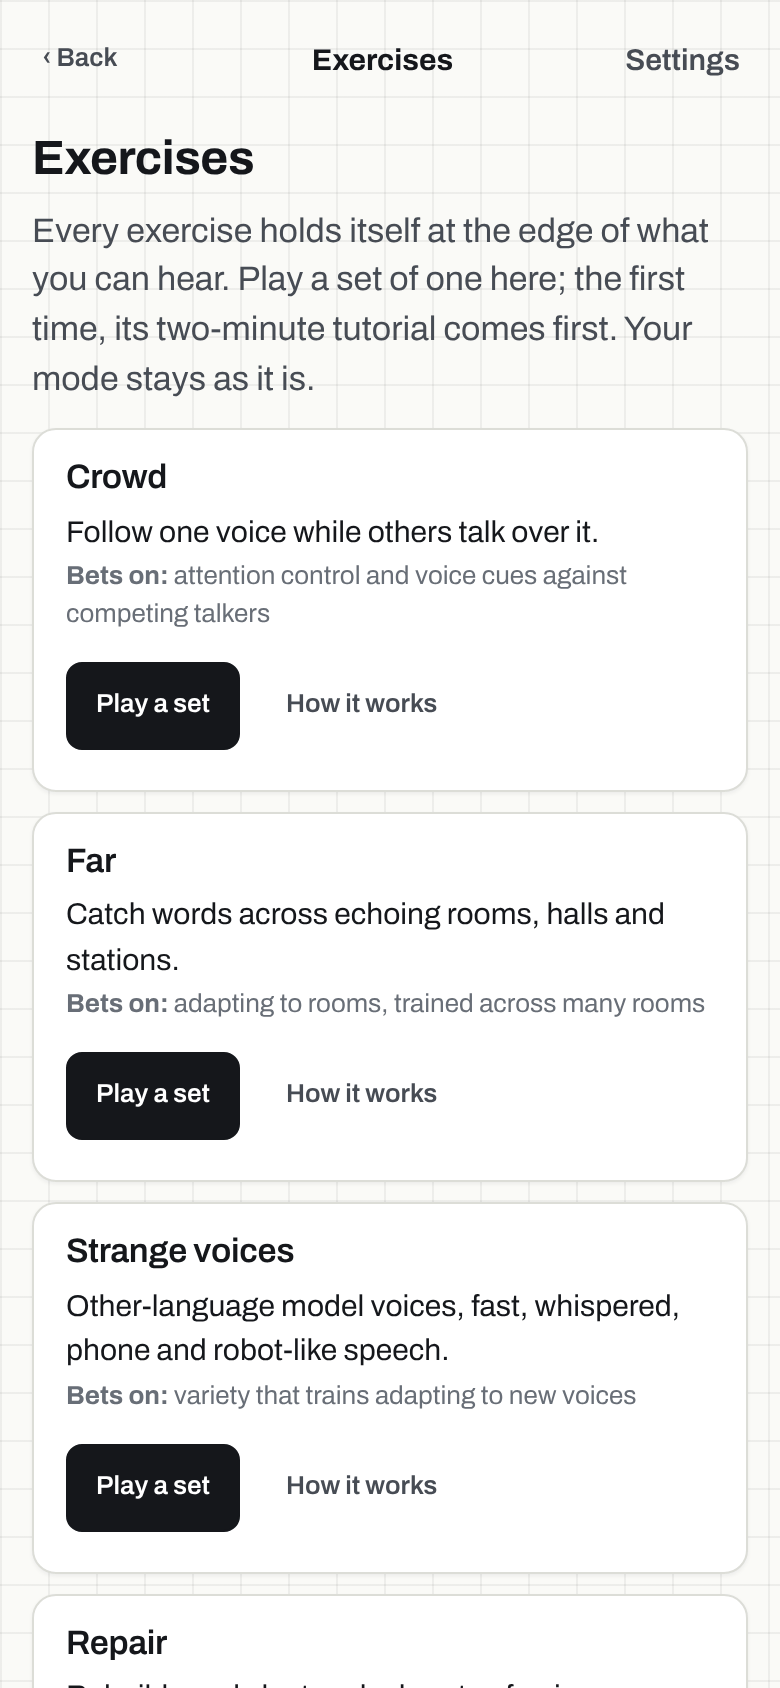 ‹ Back
Exercises
Settings
Exercises
Every exercise holds itself at the edge of what
you can hear. Play a set of one here; the first
time, its two-minute tutorial comes first. Your
mode stays as it is.
Crowd
Follow one voice while others talk over it.
Bets on: attention control and voice cues against
competing talkers
Play a set
How it works
Far
Catch words across echoing rooms, halls and
stations.
Bets on: adapting to rooms, trained across many rooms
Play a set
How it works
Strange voices
Other-language model voices, fast, whispered,
phone and robot-like speech.
Bets on: variety that trains adapting to new voices
Play a set
How it works
Repair